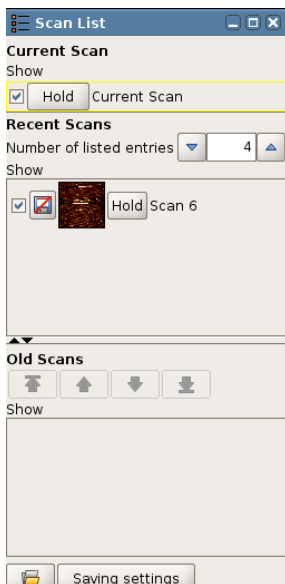 Scan List
Current Scan
Show
Hold Current Scan
Recent Scans
Number of listed entries 4
Show
Hold Scan 6
Old Scans
Show
Saving settings